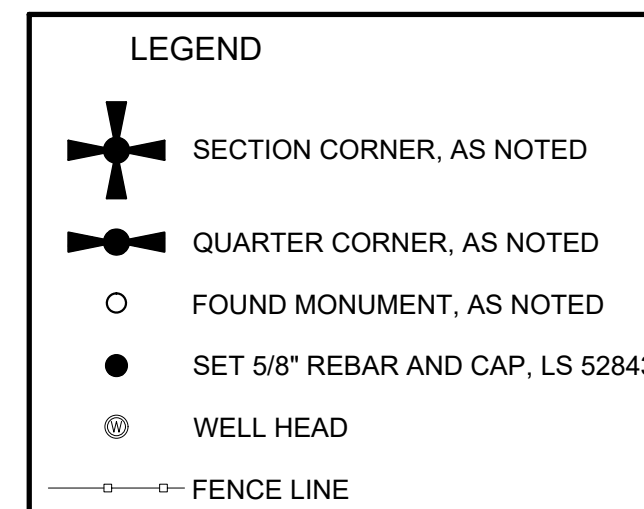 LEGEND
SECTION CORNER, AS NOTED
QUARTER CORNER, AS NOTED
FOUND MONUMENT, AS NOTED
SET 5/8" REBAR AND CAP, LS 52843
W WELL HEAD
FENCE LINE